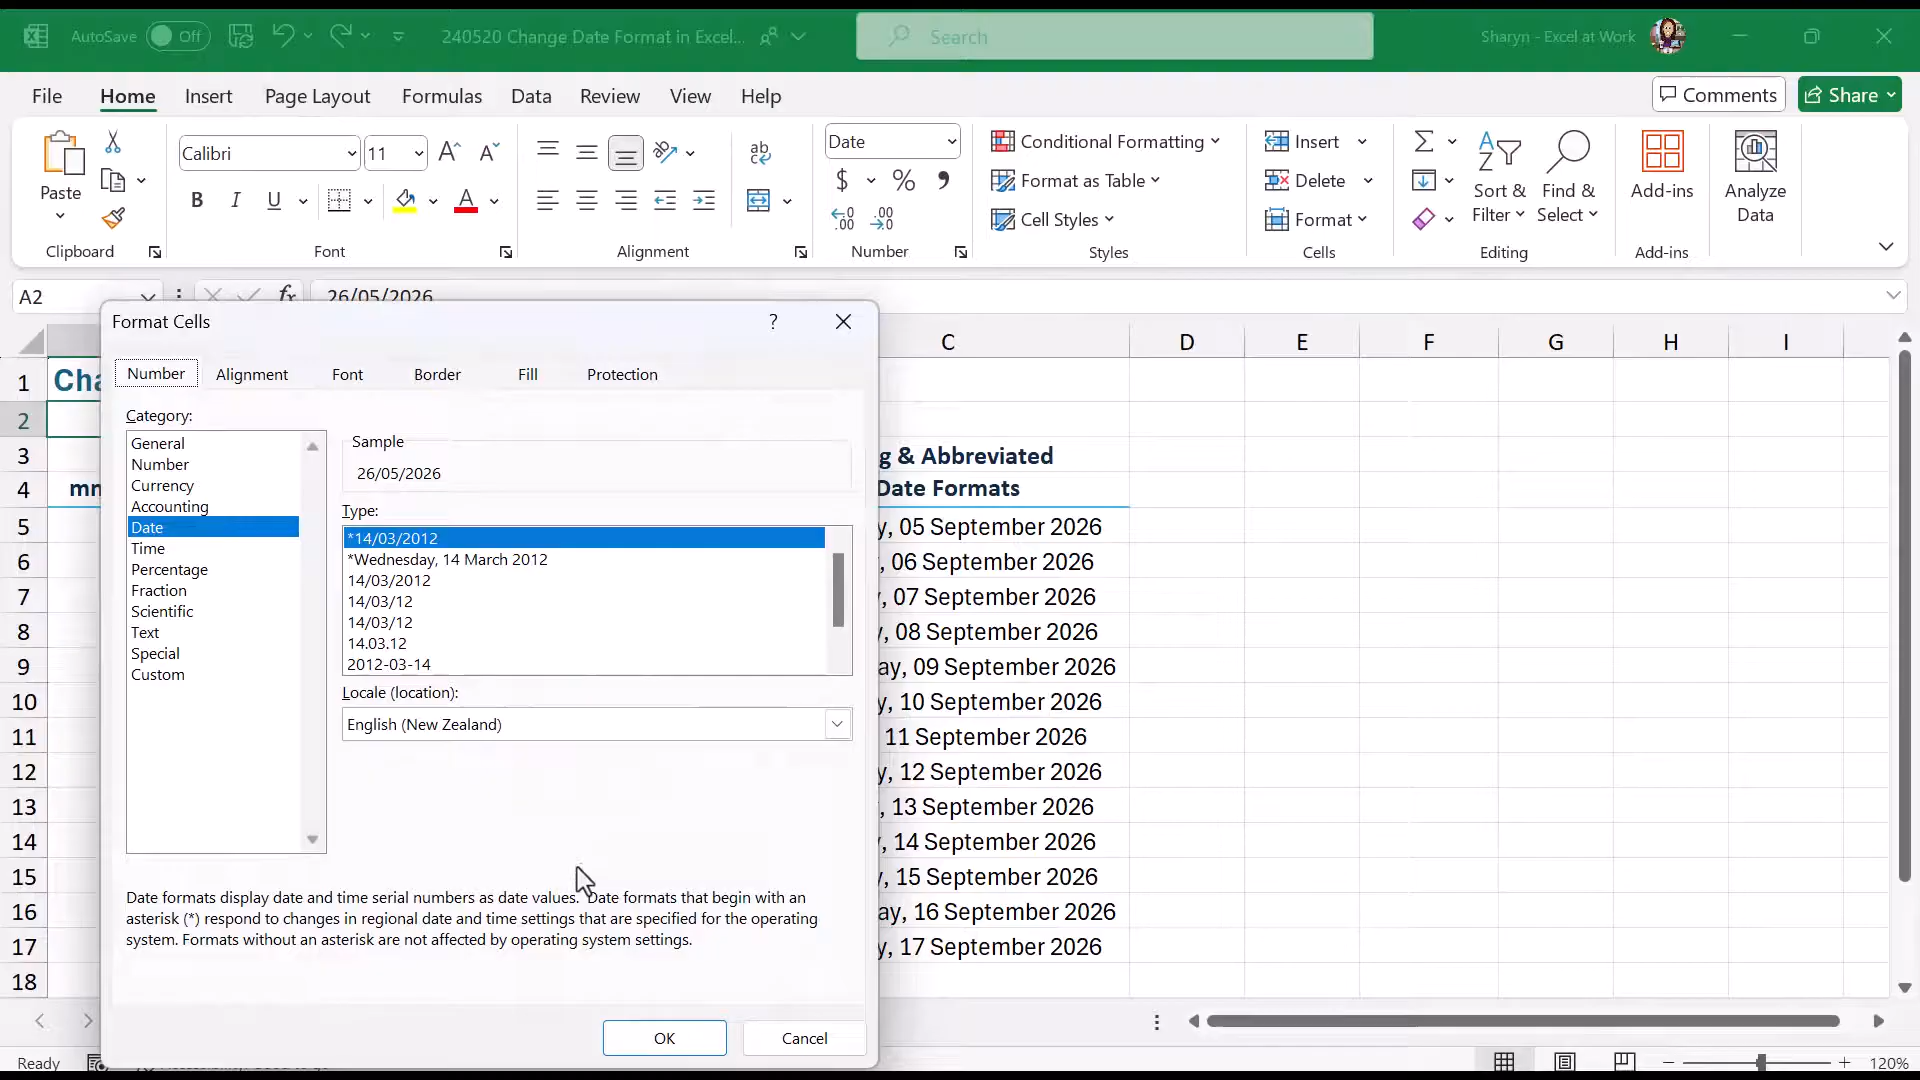 AutoSave Off 240520 Change Date Format in Excel... Search Sharyn - Excel at Work
File Home Insert Page Layout Formulas Data Review View Help Comments Share
Paste
Clipboard
Calibri 11
B I U A
Font
ab
Alignment
Date
$ % ,
.00 .00
Number
Conditional Formatting
Format as Table
Cell Styles
Styles
Insert
Delete
Format
Cells
Sort & Filter
Find & Select
Editing
Add-ins
Add-ins
Analyze Data
A2 fx 26/05/2026
Format Cells ?
Number Alignment Font Border Fill Protection
Category:
General
Number
Currency
Accounting
Date
Time
Percentage
Fraction
Scientific
Text
Special
Custom
Sample
26/05/2026
Type:
*14/03/2012
*Wednesday, 14 March 2012
14/03/2012
14/03/12
14/03/12
14.03.12
2012-03-14
Locale (location):
English (New Zealand)
Date formats display date and time serial numbers as date values. Date formats that begin with an
asterisk (*) respond to changes in regional date and time settings that are specified for the operating
system. Formats without an asterisk are not affected by operating system settings.
OK Cancel
C D E F G H I
1 Cha
2
3 g & Abbreviated
4 mn Date Formats
5 y, 05 September 2026
6 , 06 September 2026
7 , 07 September 2026
8 y, 08 September 2026
9 ay, 09 September 2026
10 y, 10 September 2026
11 11 September 2026
12 y, 12 September 2026
13 , 13 September 2026
14 , 14 September 2026
15 y, 15 September 2026
16 ay, 16 September 2026
17 y, 17 September 2026
18
Ready 120%